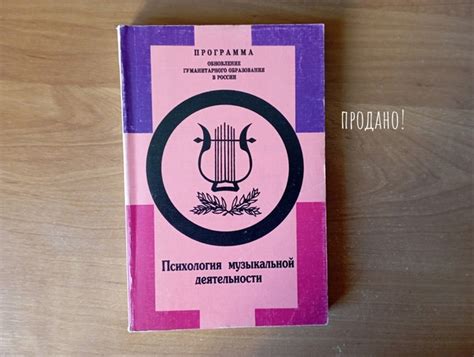 ПРОГРАММА
ОБНОВЛЕНИЕ
ГУМАНИТАРНОГО ОБРАЗОВАНИЯ
В РОССИИ
ПРОДАНО!
Психология музыкальной
деятельности